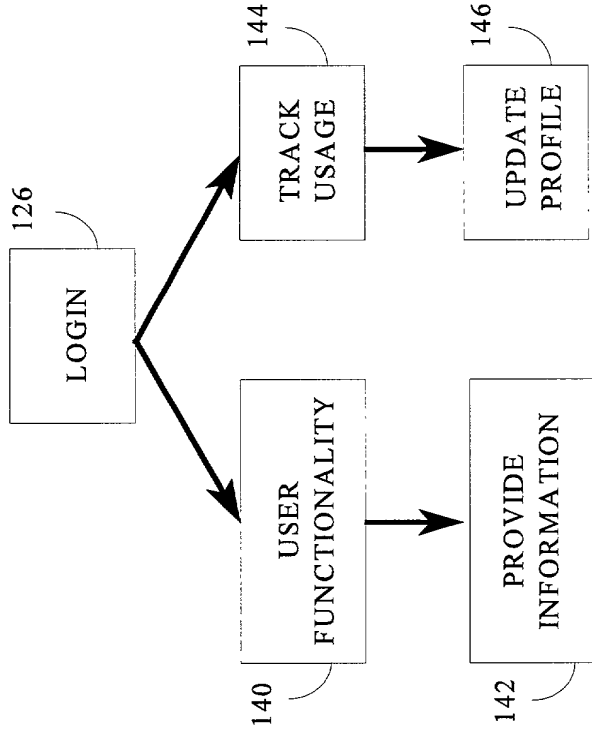 126
LOGIN
144
TRACK
USAGE
146
UPDATE
PROFILE
140
USER
FUNCTIONALITY
142
PROVIDE
INFORMATION